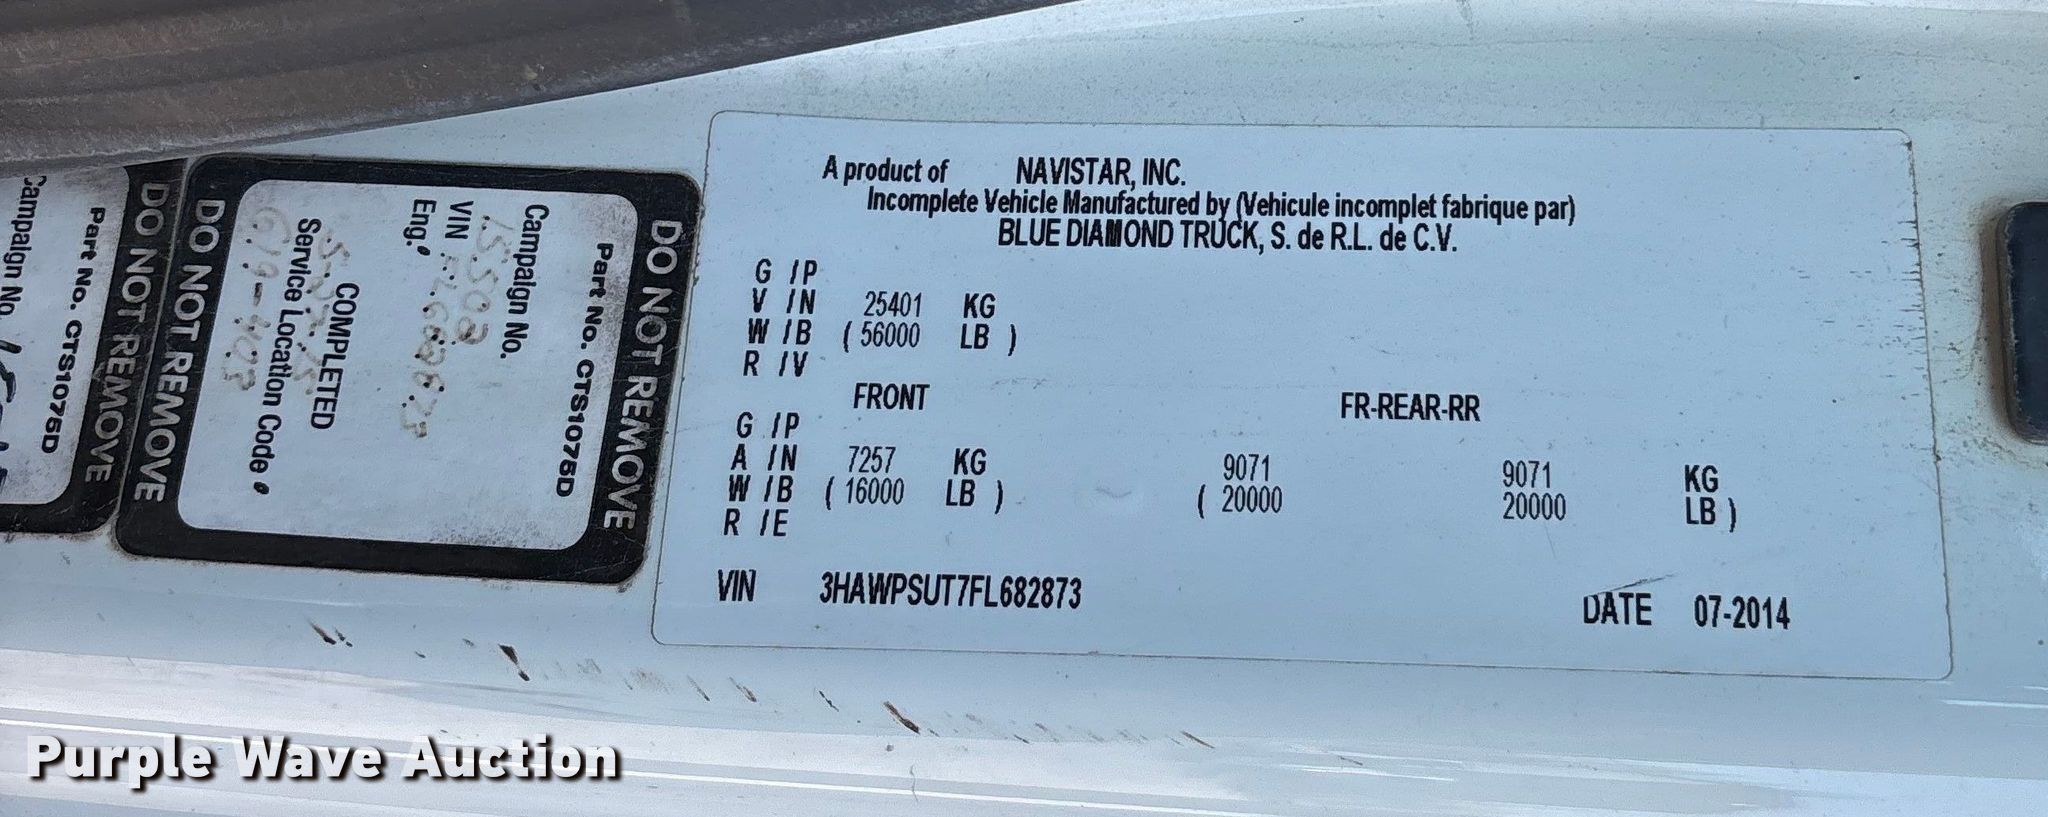 A product of NAVISTAR, INC.
Incomplete Vehicle Manufactured by (Vehicule incomplet fabrique par)
BLUE DIAMOND TRUCK, S. de R.L. de C.V.
G /P
V /N 25401 KG
W /B ( 56000 LB )
R /V
FRONT FR-REAR-RR
G /P
A /N 7257 KG 9071 9071 KG
W /B ( 16000 LB ) ( 20000 20000 LB )
R /E
VIN 3HAWPSUT7FL682873 DATE 07-2014
DO NOT REMOVE
Part No. CTS1075D
Campaign No.
15503
VIN
Eng.
COMPLETED
Service Location Code
DO NOT REMOVE
DO NOT REMOVE
Part No. CTS1075D
Campaign No.
Purple Wave Auction